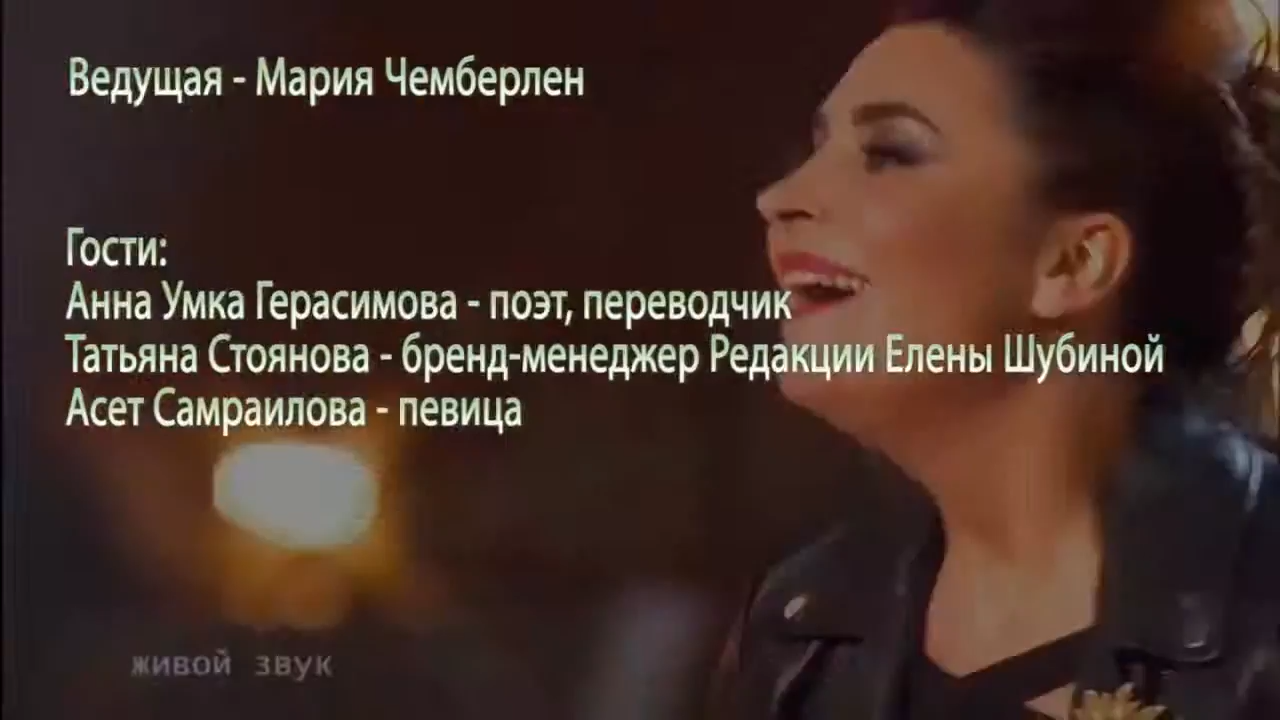 Ведущая - Мария Чемберлен
Гости:
Анна Умка Герасимова - поэт, переводчик
Татьяна Стоянова - бренд-менеджер Редакции Елены Шубиной
Асет Самраилова - певица
живой звук